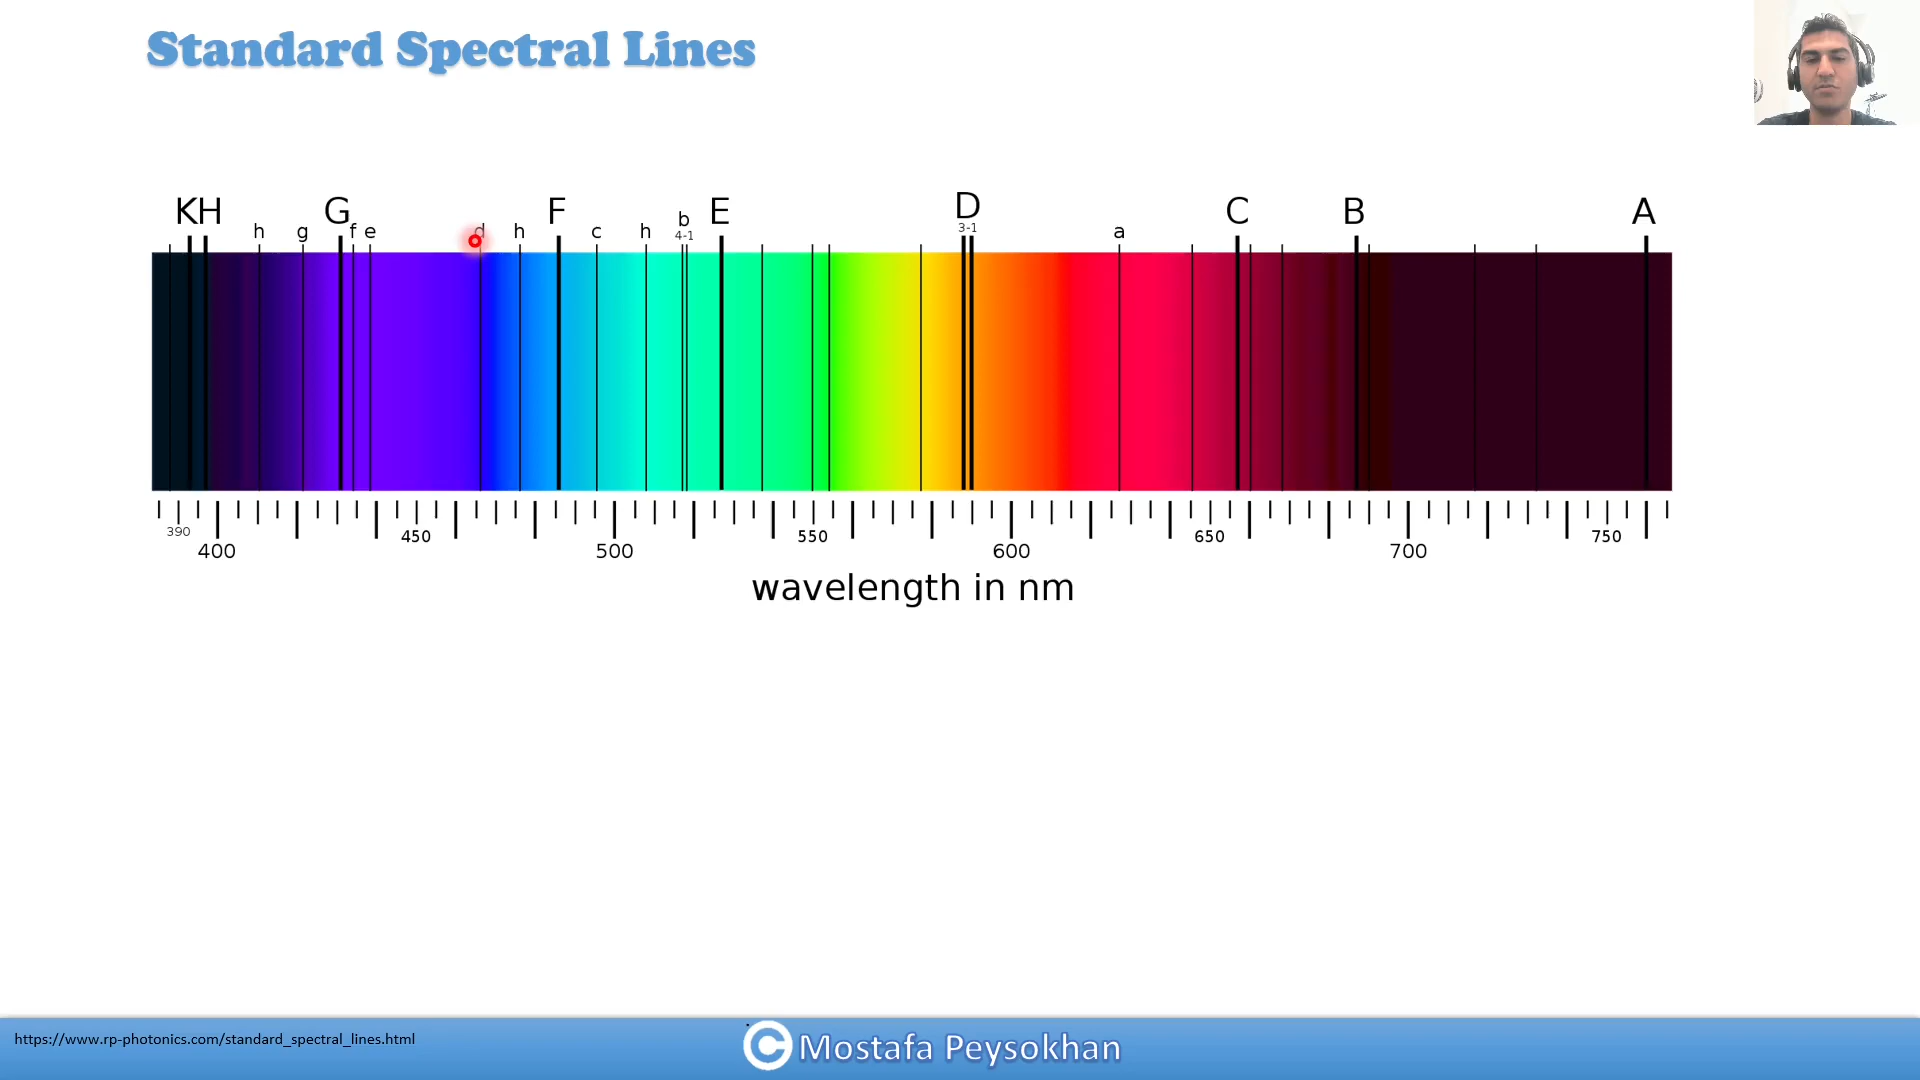 Standard Spectral Lines
K H h g G f e d h F c h b 4-1 E D 3-1 a C B A
390 400 450 500 550 600 650 700 750
wavelength in nm
https://www.rp-photonics.com/standard_spectral_lines.html
© Mostafa Peysokhan